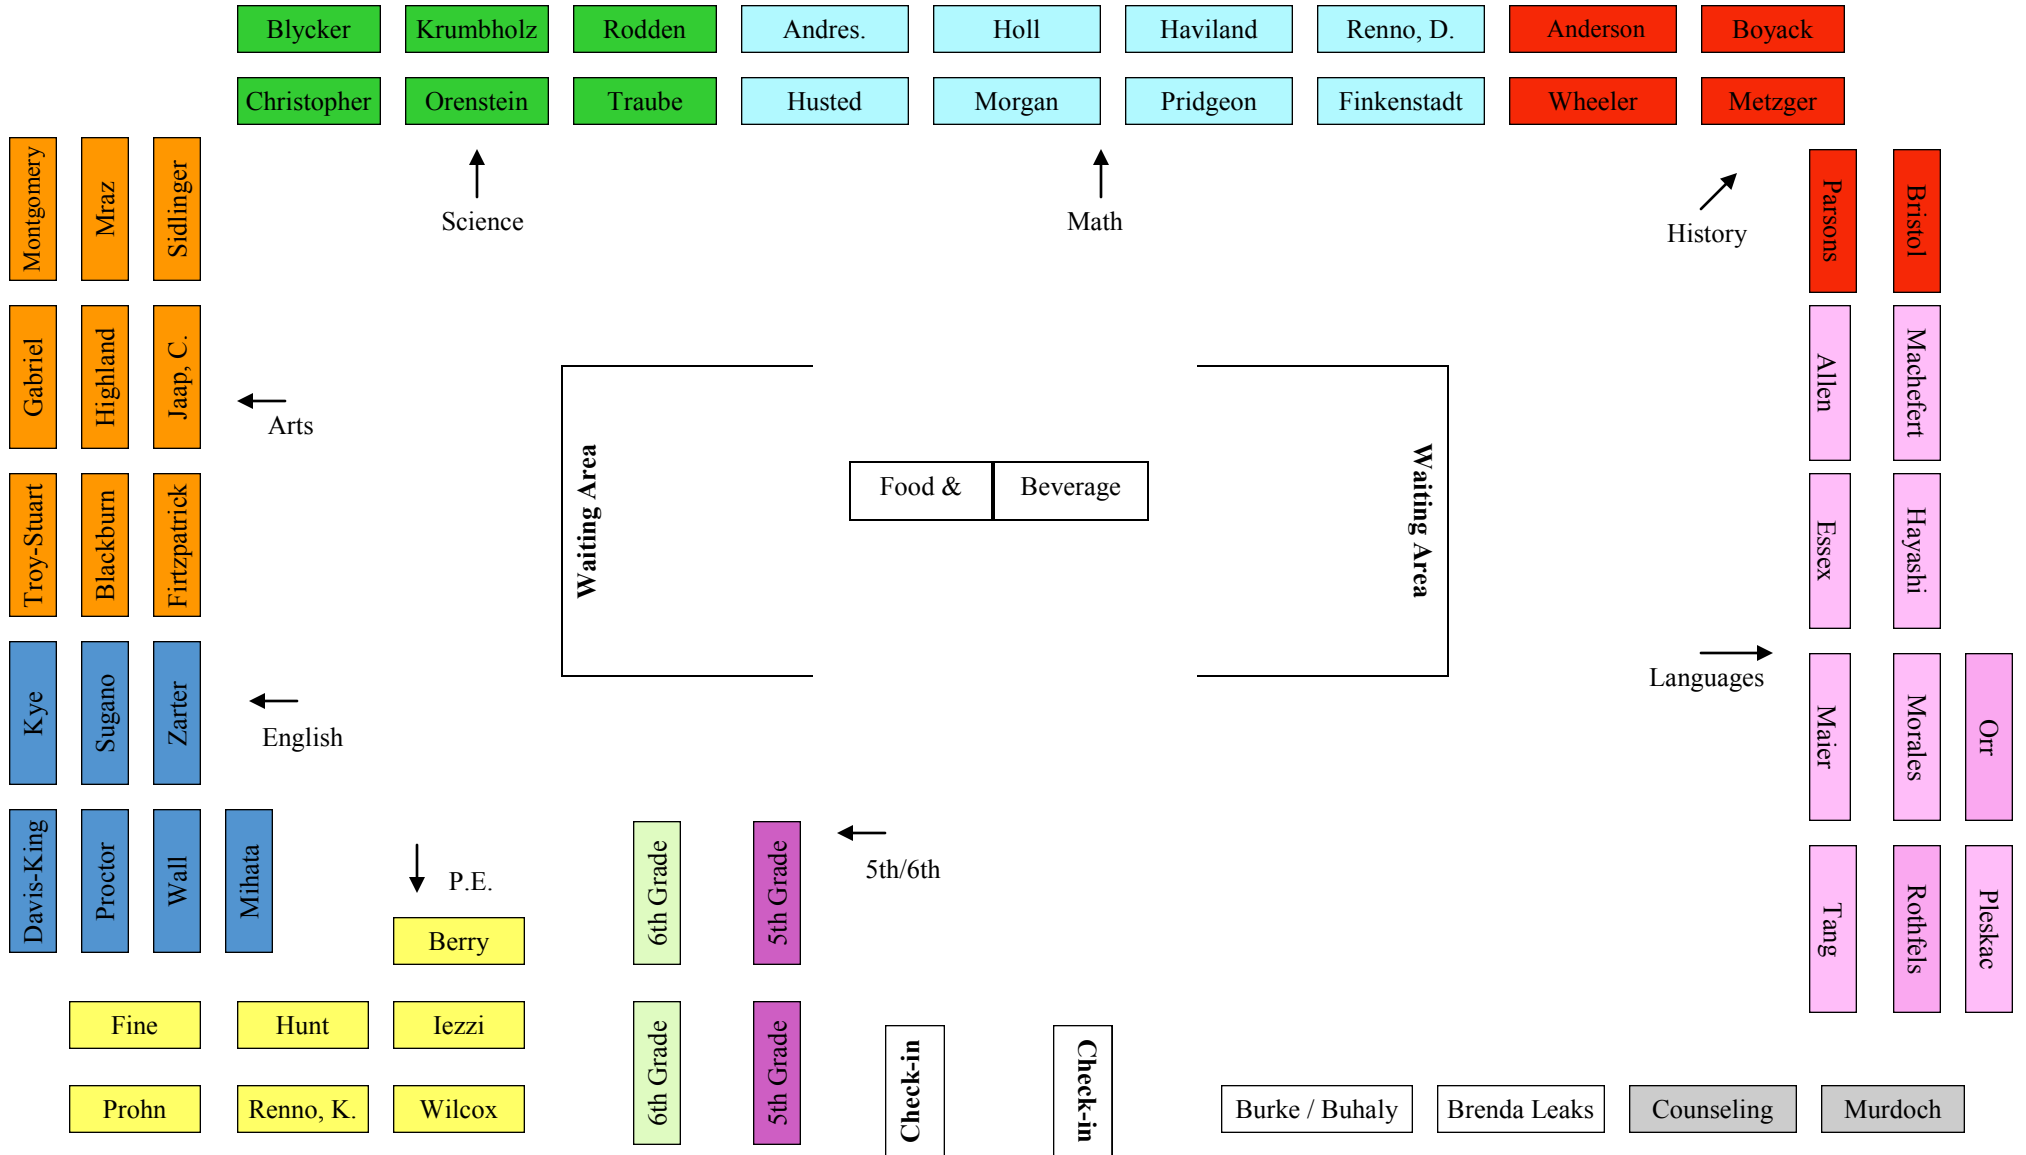 Blycker
Krumbholz
Rodden
Andres.
Holl
Haviland
Renno, D.
Anderson
Boyack
Christopher
Orenstein
Traube
Husted
Morgan
Pridgeon
Finkenstadt
Wheeler
Metzger
Montgomery
Mraz
Sidlinger
Science
Math
History
Parsons
Bristol
Gabriel
Highland
Jaap, C.
Arts
Allen
Machefert
Waiting Area
Food &
Beverage
Waiting Area
Troy-Stuart
Blackburn
Firtzpatrick
Essex
Hayashi
Kye
Sugano
Zarter
English
Languages
Maier
Morales
Orr
Davis-King
Proctor
Wall
Mihata
P.E.
Berry
6th Grade
5th Grade
5th/6th
Tang
Rothfels
Pleskac
Fine
Hunt
Iezzi
6th Grade
5th Grade
Check-in
Check-in
Prohn
Renno, K.
Wilcox
Burke / Buhaly
Brenda Leaks
Counseling
Murdoch